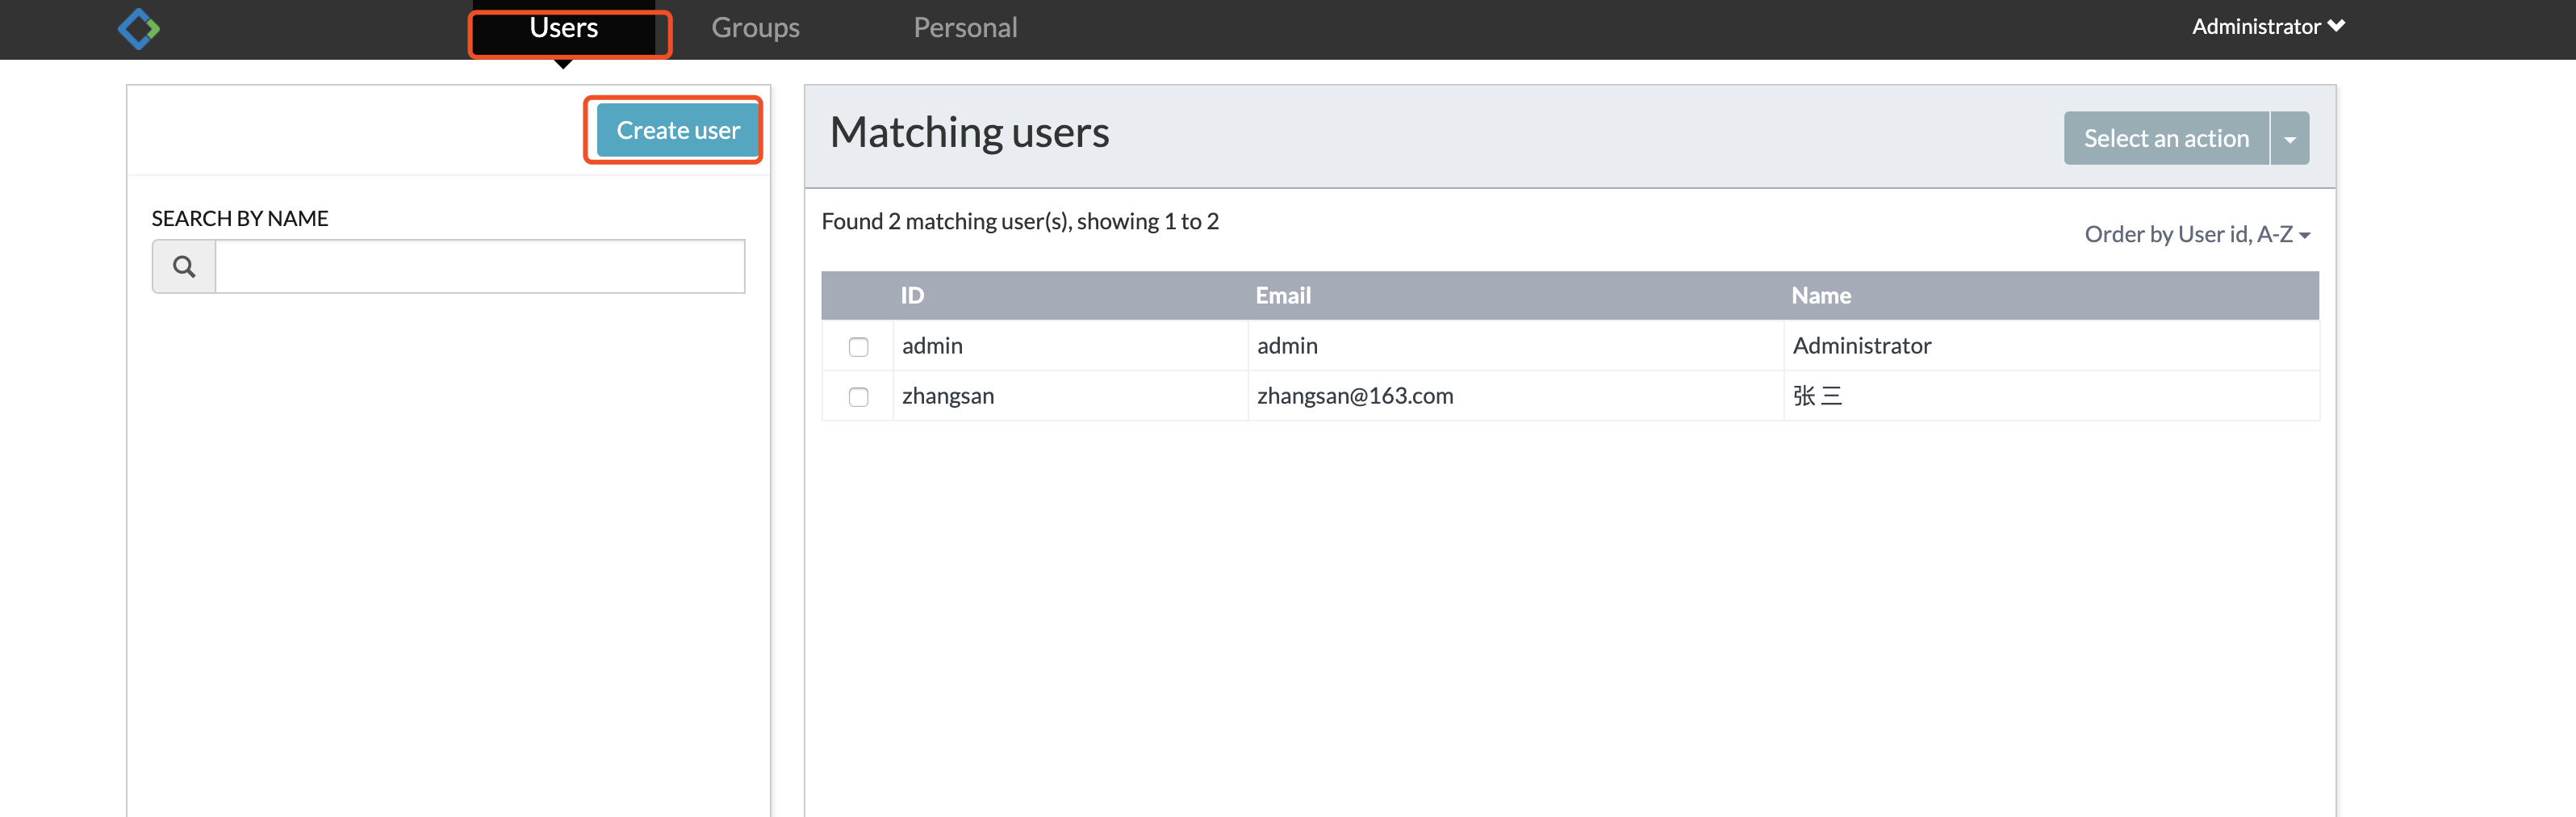 Users Groups Personal Administrator
Create user
SEARCH BY NAME
Matching users
Select an action
Found 2 matching user(s), showing 1 to 2
Order by User id, A-Z
ID Email Name
admin admin Administrator
zhangsan zhangsan@163.com 张 三